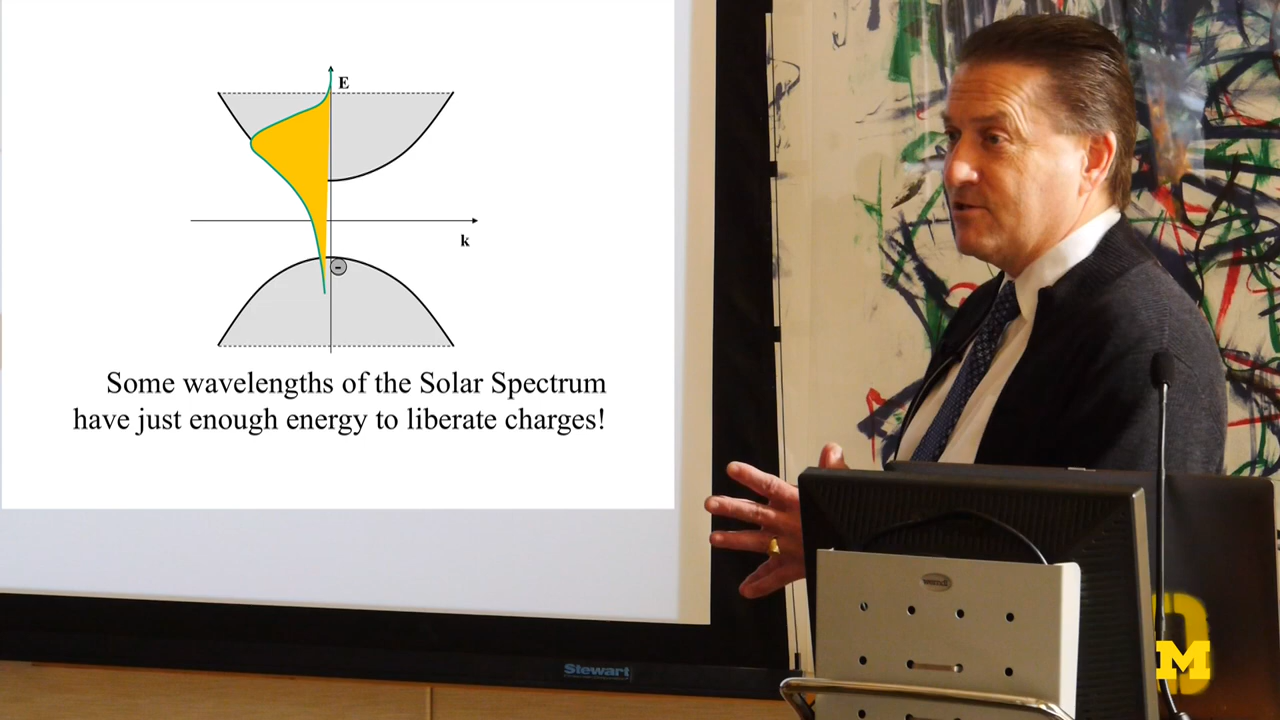 E
k
-
Some wavelengths of the Solar Spectrum
have just enough energy to liberate charges!
Stewart
M